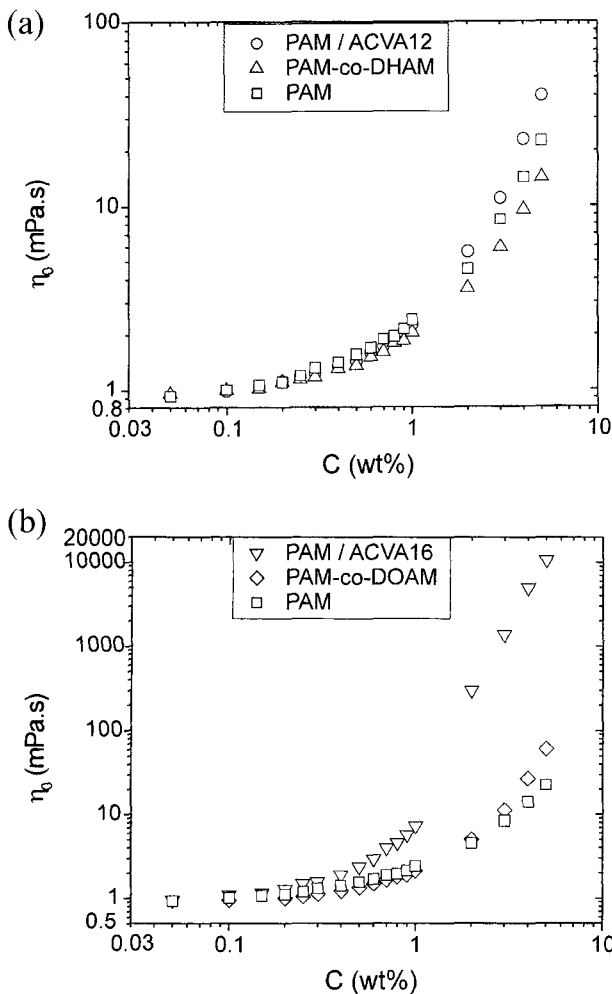 (a)
100
PAM / ACVA12
PAM-co-DHAM
PAM
10
η₀ (mPa.s)
1
0.8
0.03 0.1 1 10
C (wt%)
(b)
20000
10000
PAM / ACVA16
PAM-co-DOAM
PAM
1000
η₀ (mPa.s)
100
10
1
0.5
0.03 0.1 1 10
C (wt%)